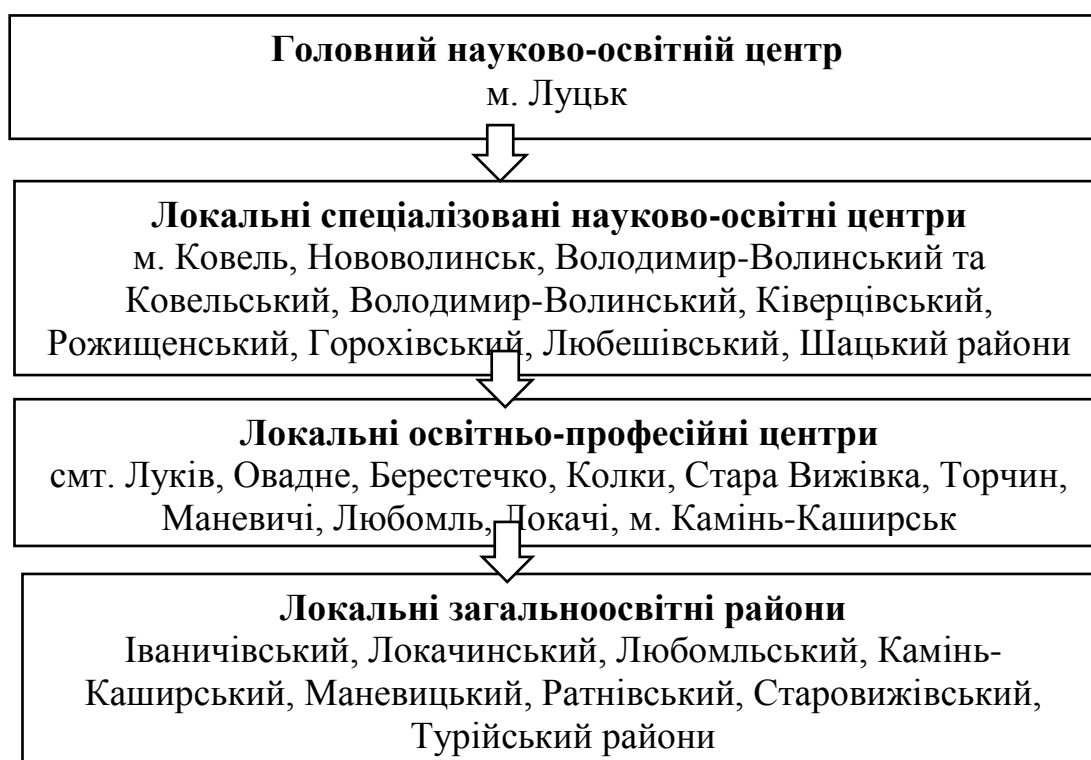 Головний науково-освітній центр
м. Луцьк
Локальні спеціалізовані науково-освітні центри
м. Ковель, Нововолинськ, Володимир-Волинський та
Ковельський, Володимир-Волинський, Ківерцівський,
Рожищенський, Горохівський, Любешівський, Шацький райони
Локальні освітньо-професійні центри
смт. Луків, Овадне, Берестечко, Колки, Стара Вижівка, Торчин,
Маневичі, Любомль, Локачі, м. Камінь-Каширськ
Локальні загальноосвітні райони
Іваничівський, Локачинський, Любомльський, Камінь-
Каширський, Маневицький, Ратнівський, Старовижівський,
Турійський райони